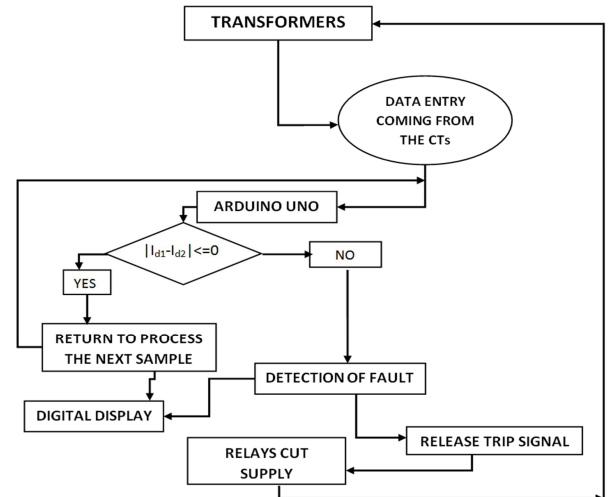 TRANSFORMERS
DATA ENTRY
COMING FROM
THE CTs
ARDUINO UNO
|Id1-Id2|<=0
NO
YES
RETURN TO PROCESS
THE NEXT SAMPLE
DETECTION OF FAULT
DIGITAL DISPLAY
RELEASE TRIP SIGNAL
RELAYS CUT
SUPPLY